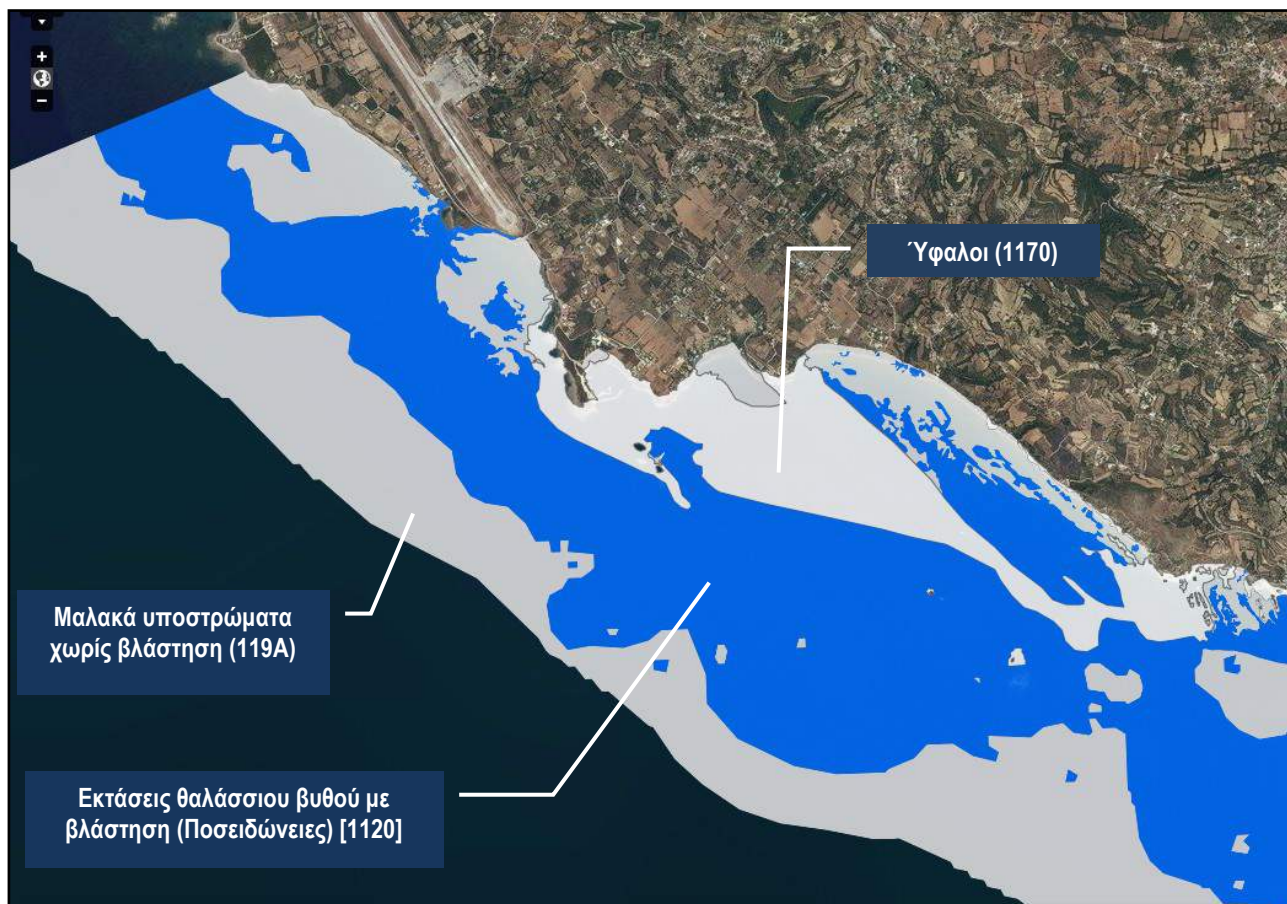 Ύφαλοι (1170)
Μαλακά υποστρώματα
χωρίς βλάστηση (119Α)
Εκτάσεις θαλάσσιου βυθού με
βλάστηση (Ποσειδώνειες) [1120]